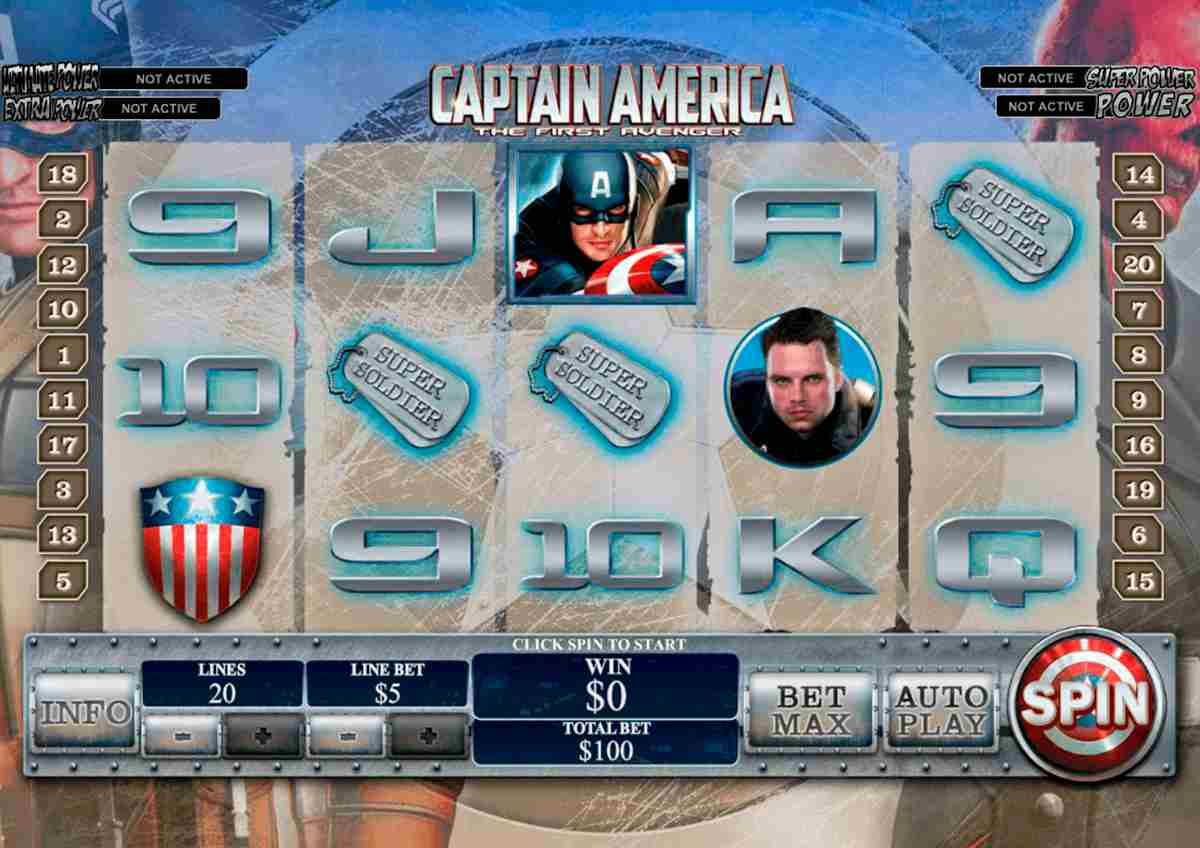 ULTIMATE POWER NOT ACTIVE
EXTRA POWER NOT ACTIVE
NOT ACTIVE SUPER POWER
NOT ACTIVE POWER
CAPTAIN AMERICA
THE FIRST AVENGER
18
2
12
10
1
11
17
3
13
5
9 J A A SUPER SOLDIER
10 SUPER SOLDIER SUPER SOLDIER 9
9 10 K Q
14
4
20
7
8
9
16
19
6
15
CLICK SPIN TO START
INFO
LINES
20
- +
LINE BET
$5
- +
WIN
$0
TOTAL BET
$100
BET
MAX
AUTO
PLAY
SPIN